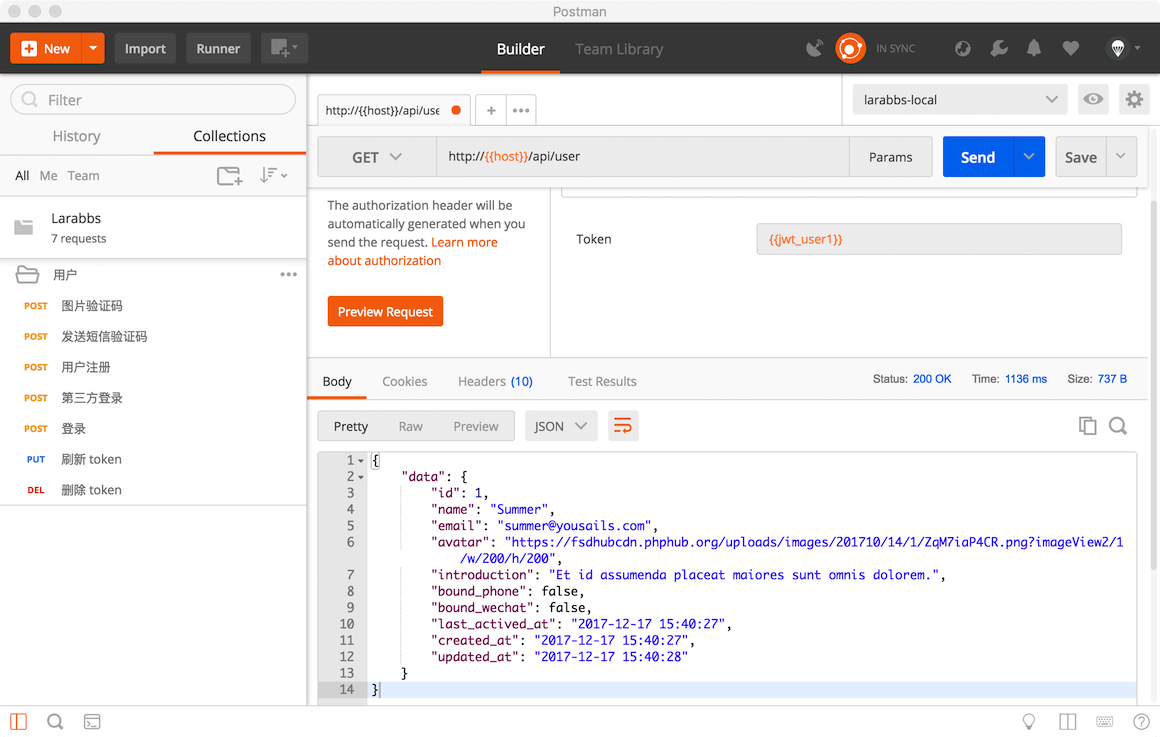 Postman
New
Import
Runner
Builder
Team Library
IN SYNC
Filter
History
Collections
All Me Team
Larabbs
7 requests
用户
POST 图片验证码
POST 发送短信验证码
POST 用户注册
POST 第三方登录
POST 登录
PUT 刷新 token
DEL 删除 token
http://{{host}}/api/use
larabbs-local
GET
http://{{host}}/api/user
Params
Send
Save
The authorization header will be
automatically generated when you
send the request. Learn more
about authorization
Preview Request
Token
{{jwt_user1}}
Body
Cookies
Headers (10)
Test Results
Status: 200 OK
Time: 1136 ms
Size: 737 B
Pretty
Raw
Preview
JSON
1 {
2 "data": {
3 "id": 1,
4 "name": "Summer",
5 "email": "summer@yousails.com",
6 "avatar": "https://fsdhubcdn.phphub.org/uploads/images/201710/14/1/ZqM7iaP4CR.png?imageView2/1
/w/200/h/200",
7 "introduction": "Et id assumenda placeat maiores sunt omnis dolorem.",
8 "bound_phone": false,
9 "bound_wechat": false,
10 "last_actived_at": "2017-12-17 15:40:27",
11 "created_at": "2017-12-17 15:40:27",
12 "updated_at": "2017-12-17 15:40:28"
13 }
14 }